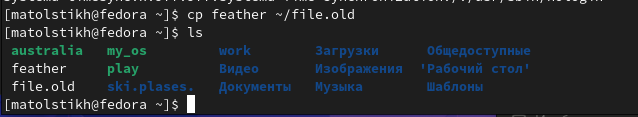 [matolstikh@fedora ~]$ cp feather ~/file.old
[matolstikh@fedora ~]$ ls
australia my_os work Загрузки Общедоступные
feather play Видео Изображения 'Рабочий стол'
file.old ski.plases. Документы Музыка Шаблоны
[matolstikh@fedora ~]$